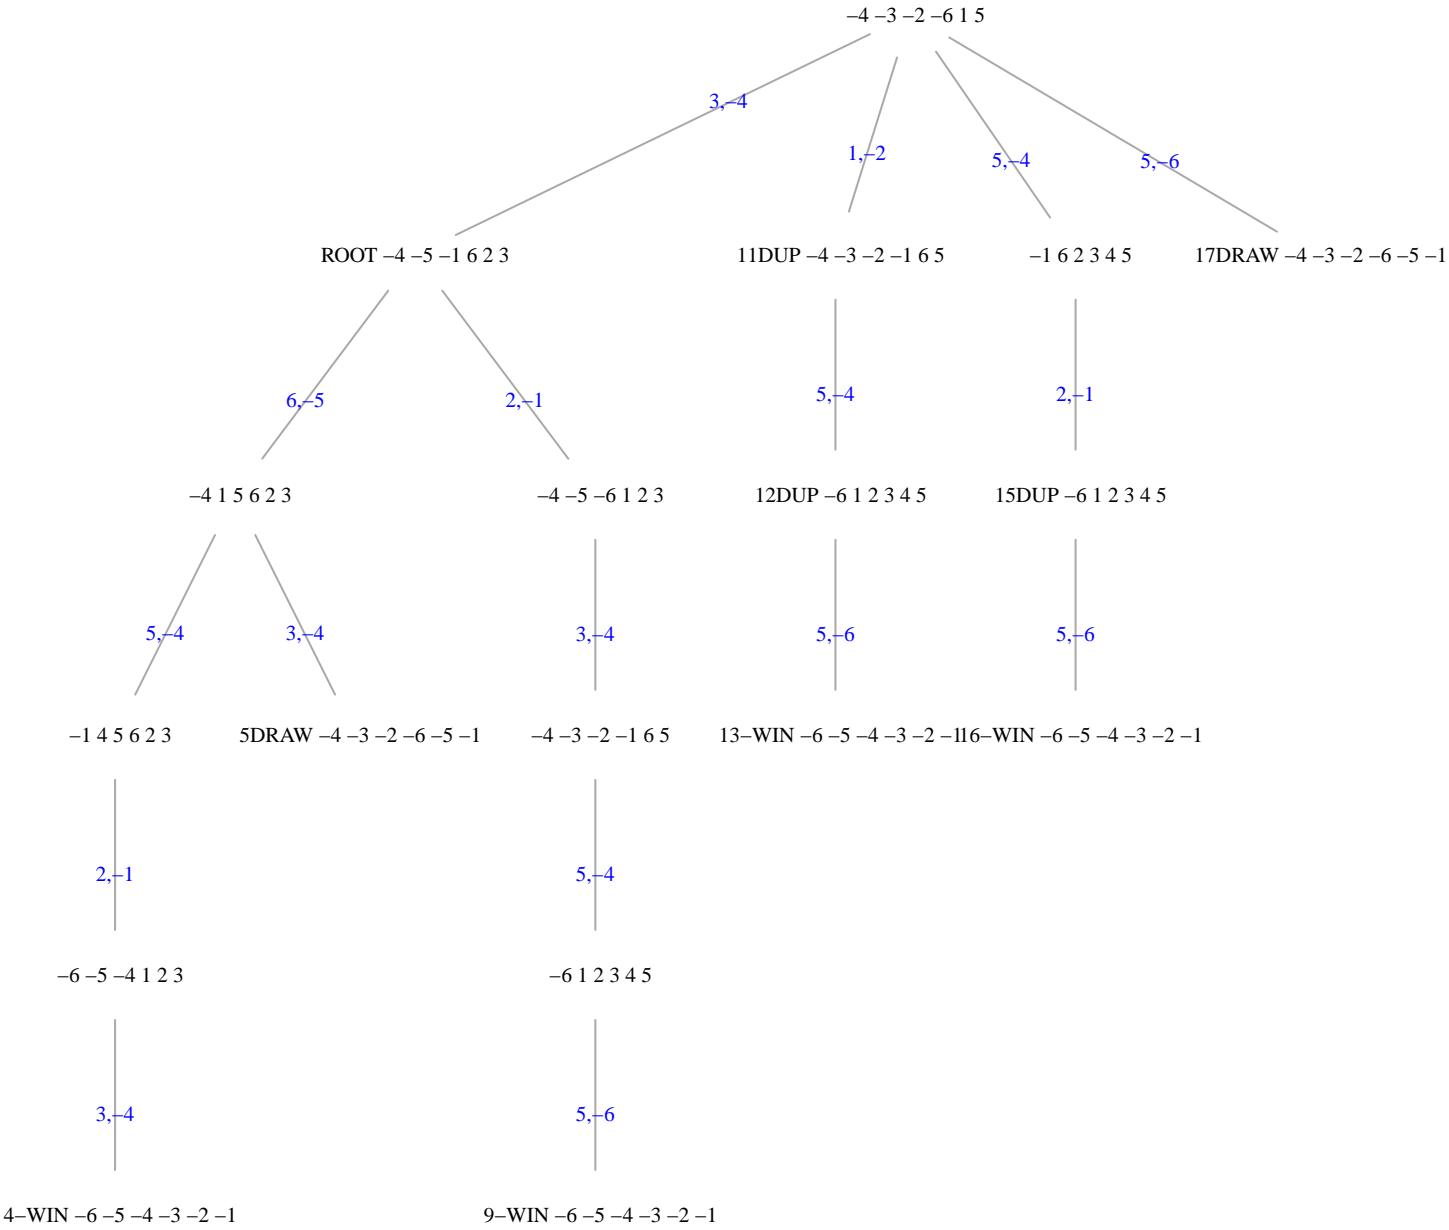 −4 −3 −2 −6 1 5
3,−4
1,−2
5,−4
5,−6
ROOT −4 −5 −1 6 2 3
11DUP −4 −3 −2 −1 6 5
−1 6 2 3 4 5
17DRAW −4 −3 −2 −6 −5 −1
6,−5
2,−1
5,−4
2,−1
−4 1 5 6 2 3
−4 −5 −6 1 2 3
12DUP −6 1 2 3 4 5
15DUP −6 1 2 3 4 5
5,−4
3,−4
3,−4
5,−6
5,−6
−1 4 5 6 2 3
5DRAW −4 −3 −2 −6 −5 −1
−4 −3 −2 −1 6 5
13−WIN −6 −5 −4 −3 −2 −1
16−WIN −6 −5 −4 −3 −2 −1
2,−1
5,−4
−6 −5 −4 1 2 3
−6 1 2 3 4 5
3,−4
5,−6
4−WIN −6 −5 −4 −3 −2 −1
9−WIN −6 −5 −4 −3 −2 −1